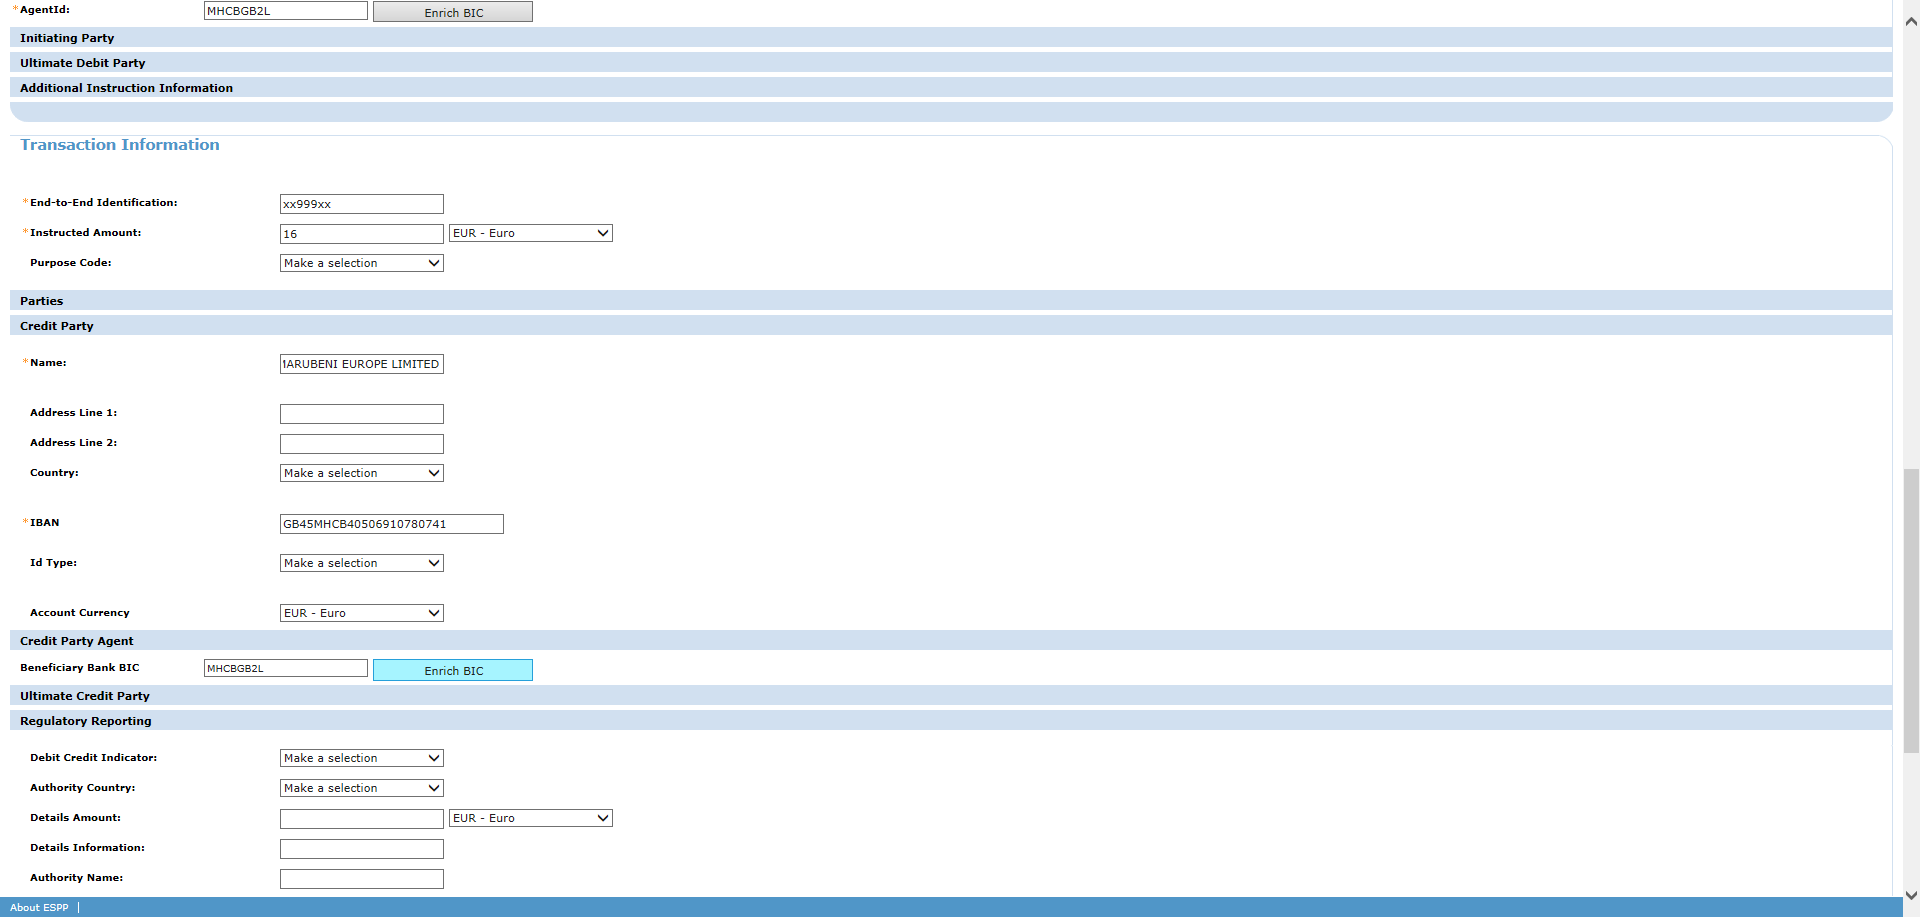 *AgentId: MHCBGB2L Enrich BIC
Initiating Party
Ultimate Debit Party
Additional Instruction Information
Transaction Information
*End-to-End Identification: xx999xx
*Instructed Amount: 16 EUR - Euro
Purpose Code: Make a selection
Parties
Credit Party
*Name: MARUBENI EUROPE LIMITED
Address Line 1:
Address Line 2:
Country: Make a selection
*IBAN GB45MHCB40506910780741
Id Type: Make a selection
Account Currency EUR - Euro
Credit Party Agent
Beneficiary Bank BIC MHCBGB2L Enrich BIC
Ultimate Credit Party
Regulatory Reporting
Debit Credit Indicator: Make a selection
Authority Country: Make a selection
Details Amount: EUR - Euro
Details Information:
Authority Name:
About ESPP |